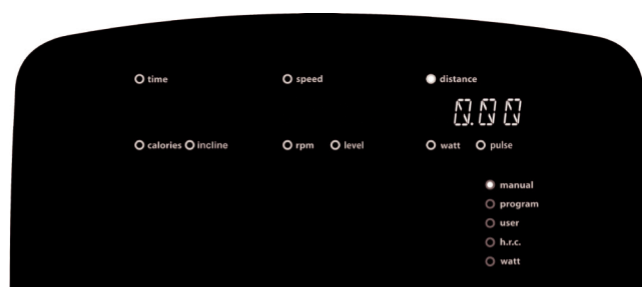 time speed distance
0.00
calories incline rpm level watt pulse
manual
program
user
h.r.c.
watt